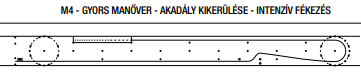 M4 - GYORS MANŐVER - AKADÁLY KIKERÜLÉSE - INTENZÍV FÉKEZÉS